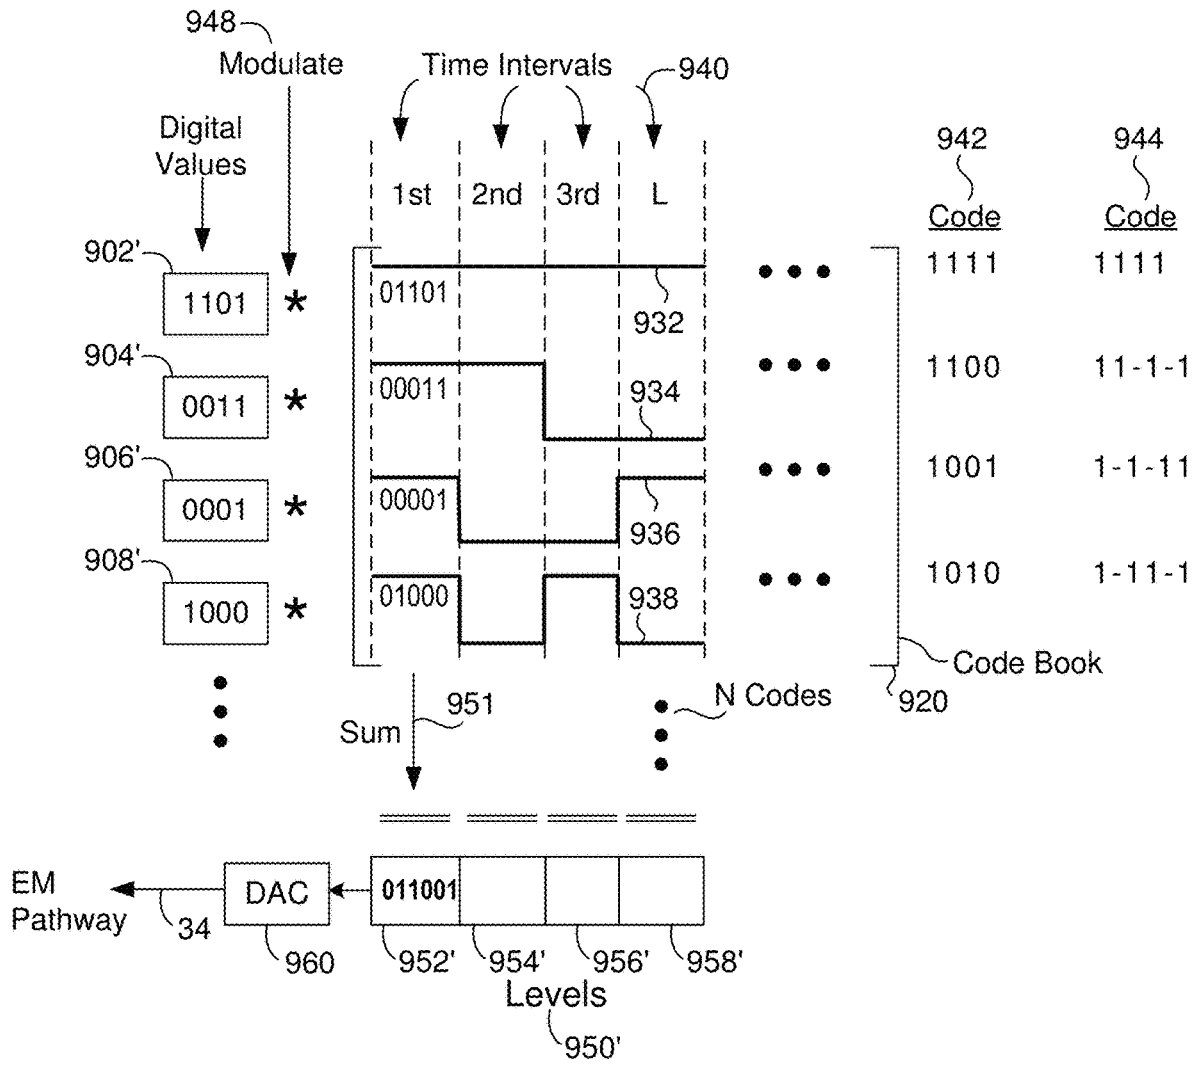 948
Modulate
Time Intervals
940
Digital
Values
942
944
1st 2nd 3rd L
Code Code
902'
1101 *
01101
932
1111 1111
904'
0011 *
00011
934
1100 11-1-1
906'
0001 *
00001
936
1001 1-1-11
908'
1000 *
01000
938
1010 1-11-1
Code Book
920
951
N Codes
Sum
EM
Pathway
34
DAC
960
011001
952' 954' 956' 958'
Levels
950'